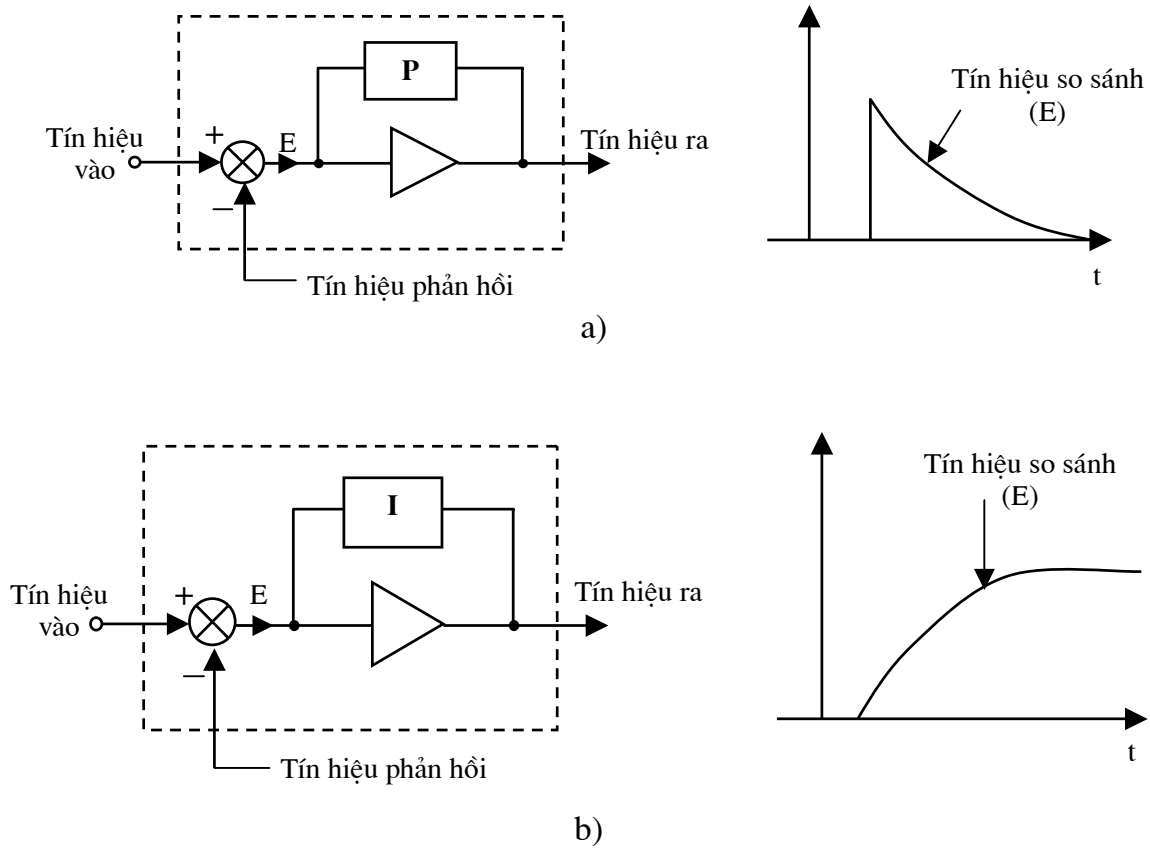 P
Tín hiệu so sánh
(E)
Tín hiệu
vào
+
E
Tín hiệu ra
–
Tín hiệu phản hồi
t
a)
I
Tín hiệu so sánh
(E)
Tín hiệu
vào
+
E
Tín hiệu ra
–
Tín hiệu phản hồi
t
b)